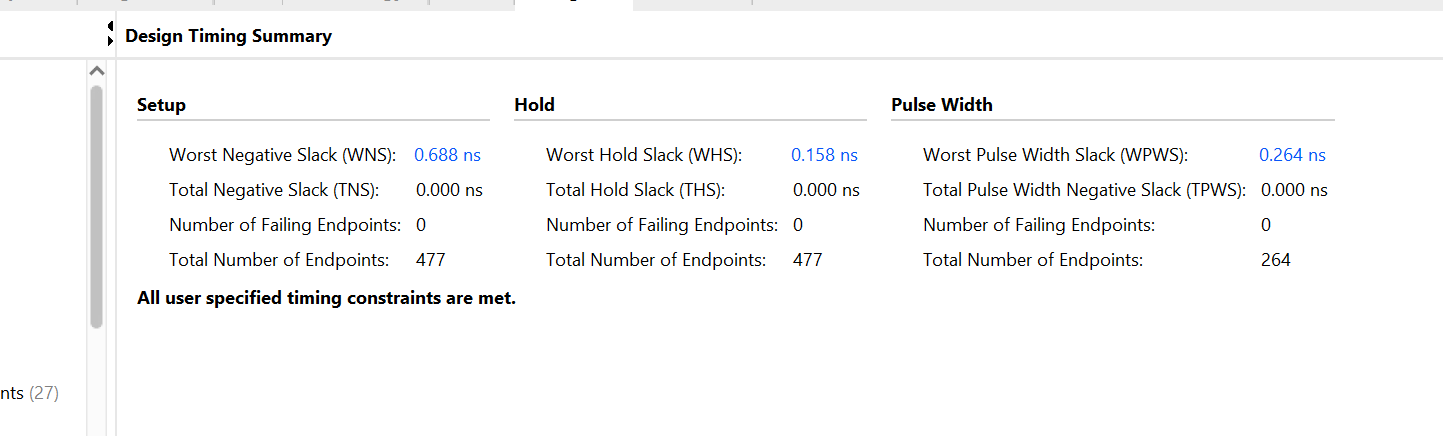 Design Timing Summary
Setup
Hold
Pulse Width
Worst Negative Slack (WNS): 0.688 ns
Worst Hold Slack (WHS): 0.158 ns
Worst Pulse Width Slack (WPWS): 0.264 ns
Total Negative Slack (TNS): 0.000 ns
Total Hold Slack (THS): 0.000 ns
Total Pulse Width Negative Slack (TPWS): 0.000 ns
Number of Failing Endpoints: 0
Number of Failing Endpoints: 0
Number of Failing Endpoints: 0
Total Number of Endpoints: 477
Total Number of Endpoints: 477
Total Number of Endpoints: 264
All user specified timing constraints are met.
nts (27)